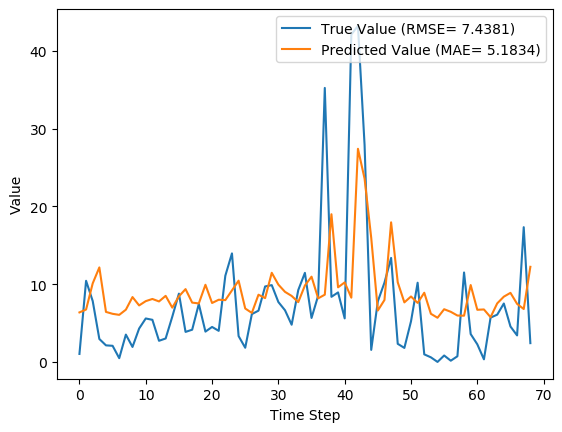 True Value (RMSE= 7.4381)
Predicted Value (MAE= 5.1834)
Value
40
30
20
10
0
0 10 20 30 40 50 60 70
Time Step